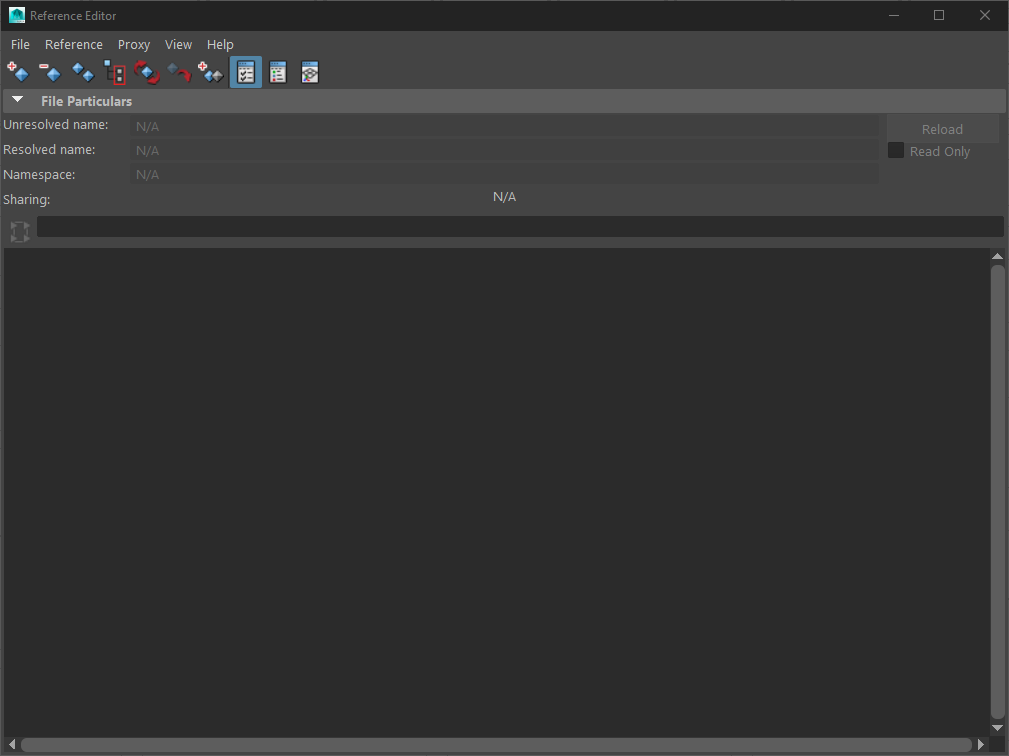 Reference Editor
File Reference Proxy View Help
File Particulars
Unresolved name: N/A Reload
Resolved name: N/A Read Only
Namespace: N/A
Sharing: N/A